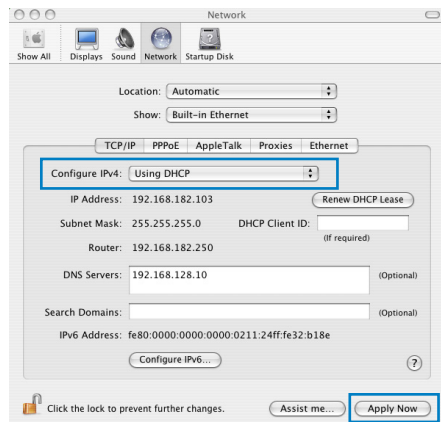 Network
Show All Displays Sound Network Startup Disk
Location: Automatic
Show: Built-in Ethernet
TCP/IP PPPoE AppleTalk Proxies Ethernet
Configure IPv4: Using DHCP
IP Address: 192.168.182.103 Renew DHCP Lease
Subnet Mask: 255.255.255.0 DHCP Client ID:
(If required)
Router: 192.168.182.250
DNS Servers: 192.168.128.10 (Optional)
Search Domains: (Optional)
IPv6 Address: fe80:0000:0000:0000:0211:24ff:fe32:b18e
Configure IPv6... ?
Click the lock to prevent further changes. Assist me... Apply Now